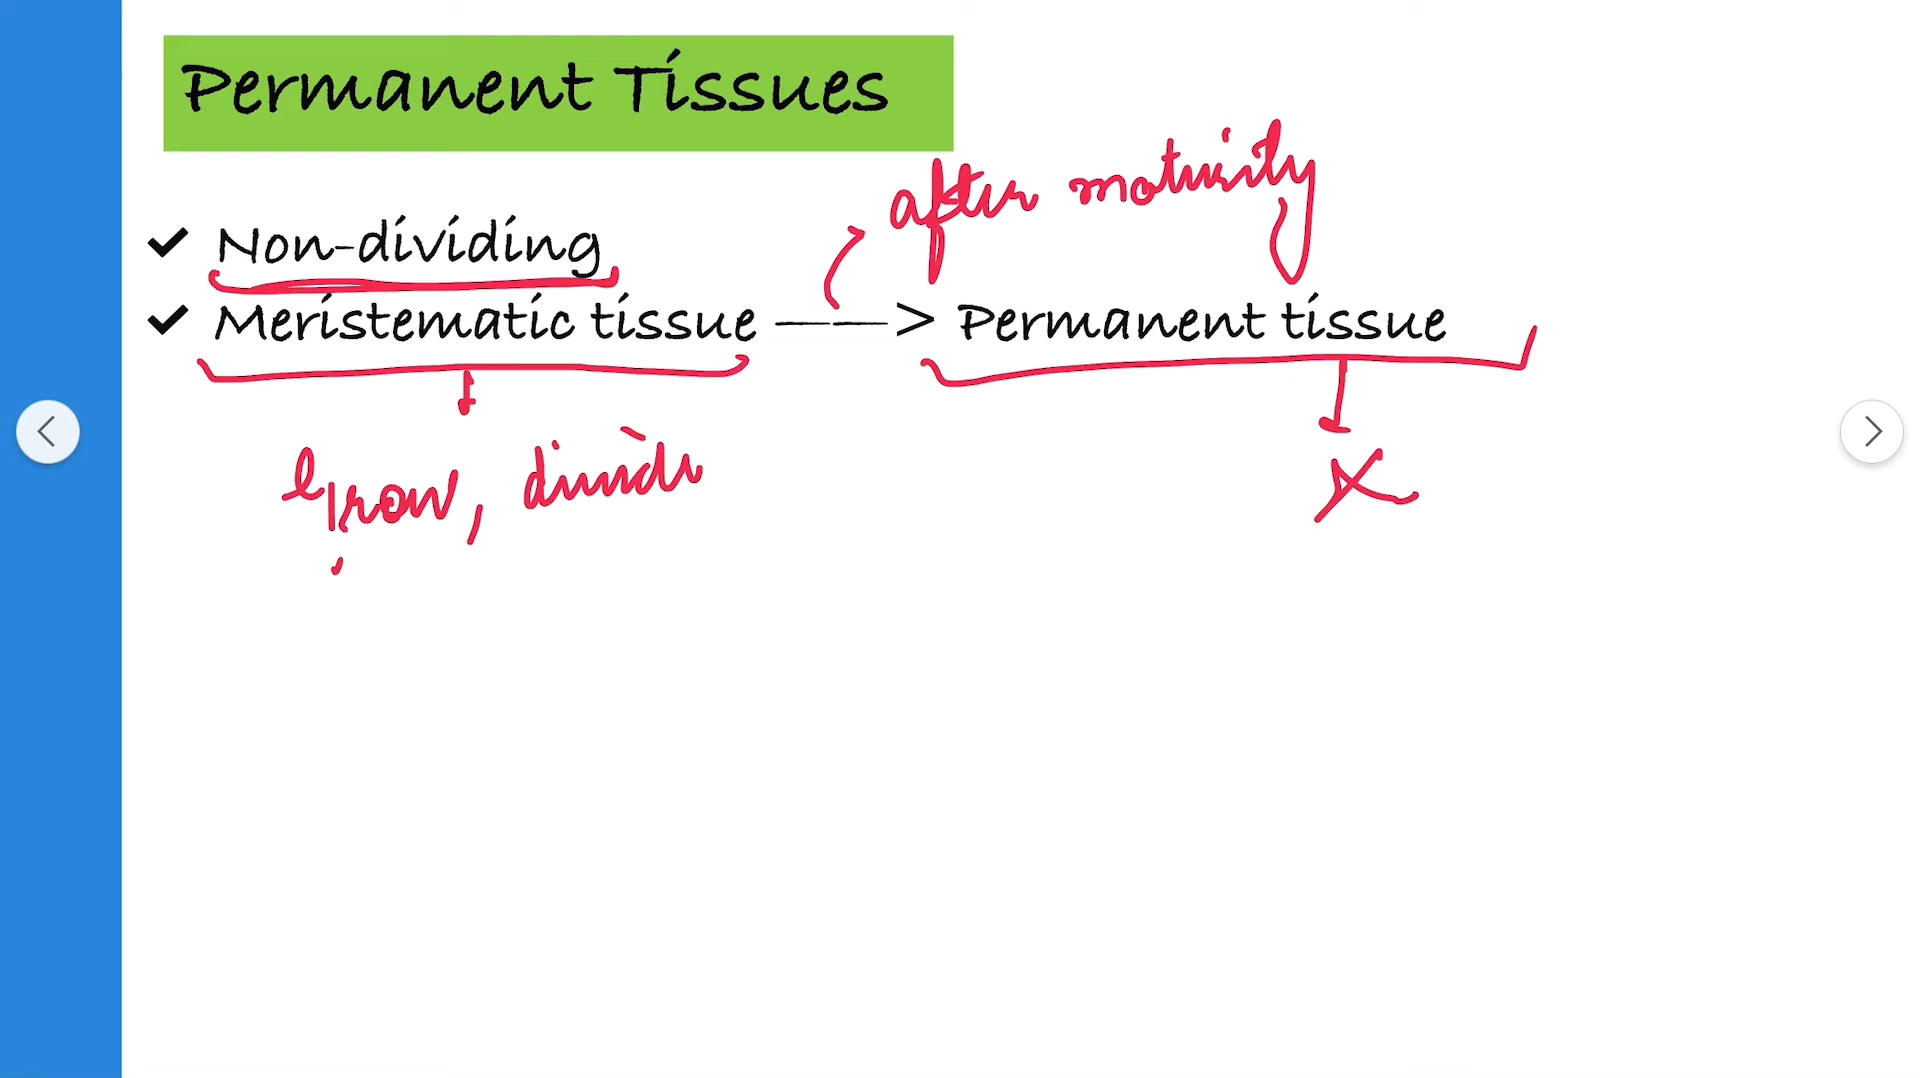 Permanent Tissues
after maturity
✔ Non-dividing
✔ Meristematic tissue ——> Permanent tissue
Grow, divide
X